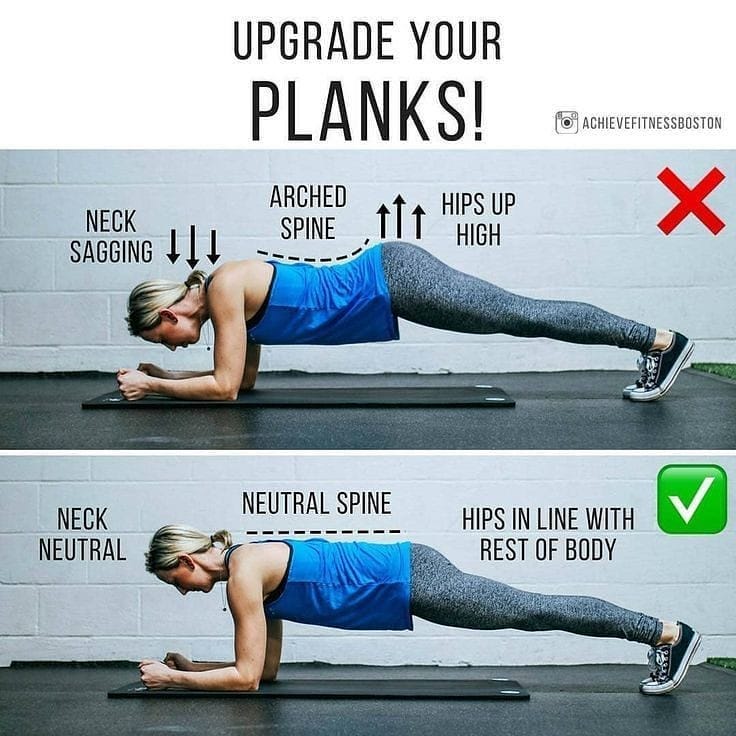 UPGRADE YOUR
PLANKS!
ACHIEVEFITNESSBOSTON
NECK
SAGGING
ARCHED
SPINE
HIPS UP
HIGH
NECK
NEUTRAL
NEUTRAL SPINE
HIPS IN LINE WITH
REST OF BODY